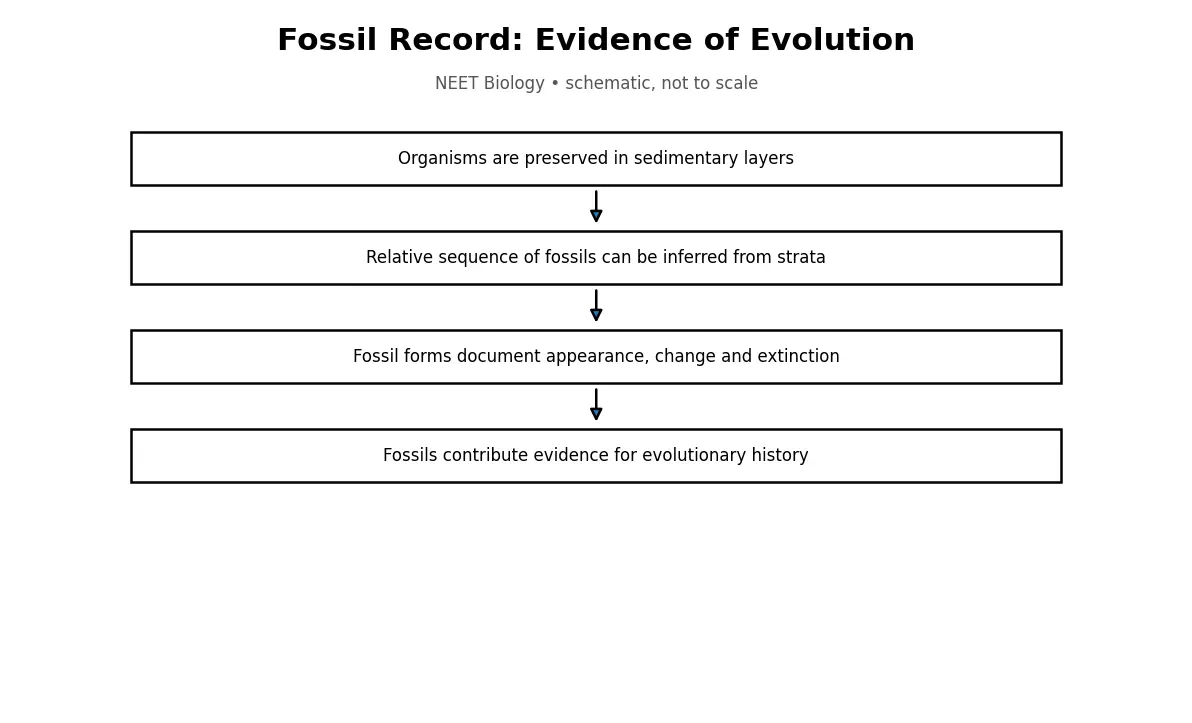 Fossil Record: Evidence of Evolution
NEET Biology • schematic, not to scale
Organisms are preserved in sedimentary layers
Relative sequence of fossils can be inferred from strata
Fossil forms document appearance, change and extinction
Fossils contribute evidence for evolutionary history